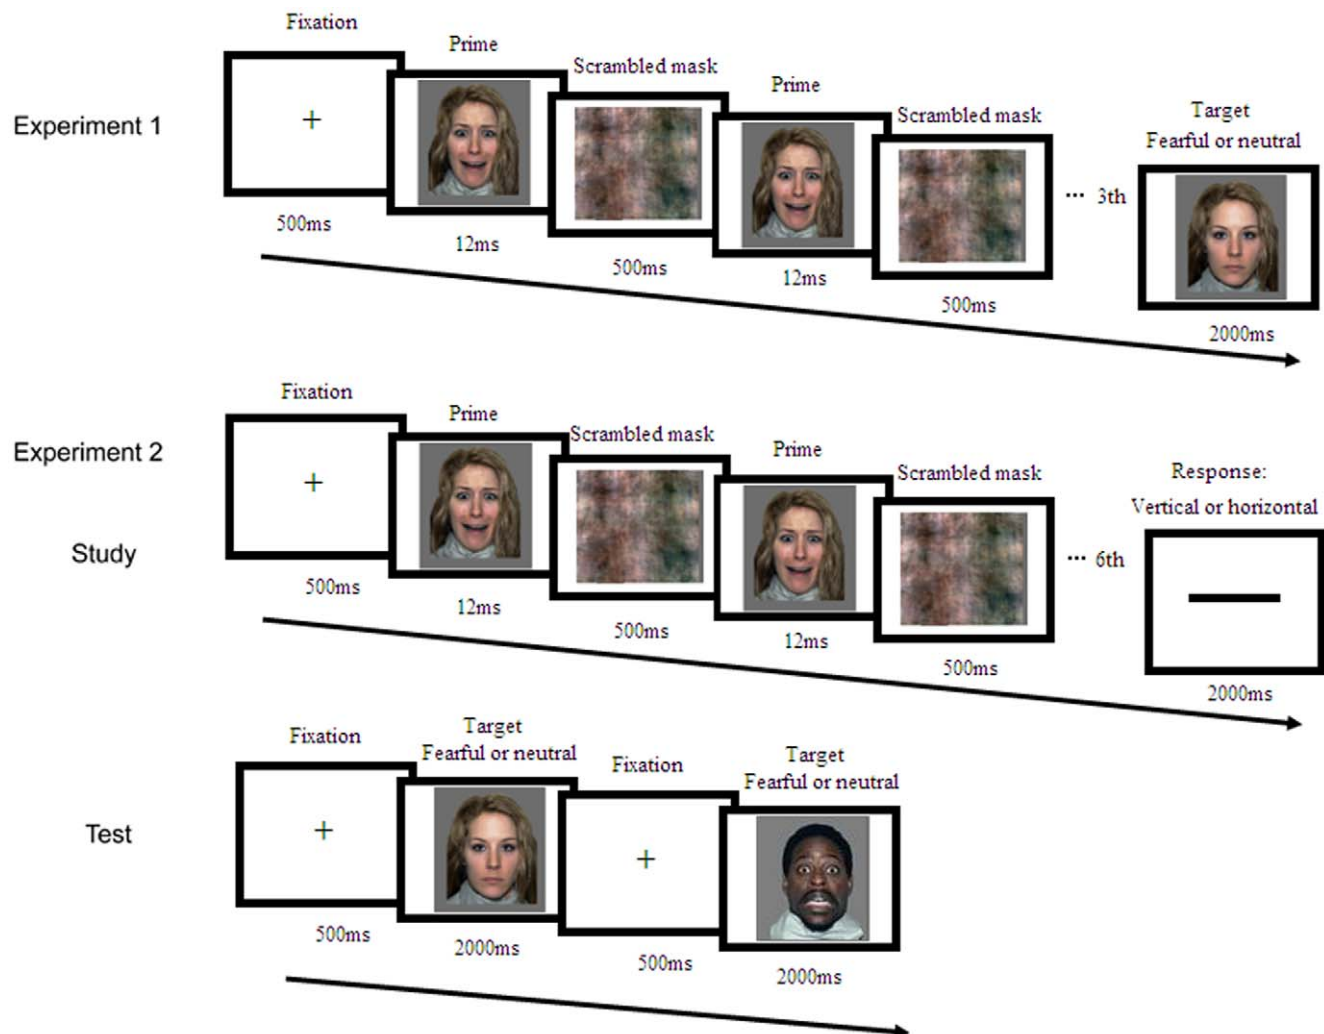 Fixation
Prime
Scrambled mask
Prime
Scrambled mask
Target
Fearful or neutral
Experiment 1
... 3th
500ms
12ms
500ms
12ms
500ms
2000ms
Fixation
Prime
Scrambled mask
Prime
Scrambled mask
Response:
Vertical or horizontal
Experiment 2
Study
... 6th
500ms
12ms
500ms
12ms
500ms
2000ms
Fixation
Target
Fearful or neutral
Fixation
Target
Fearful or neutral
Test
500ms
2000ms
500ms
2000ms